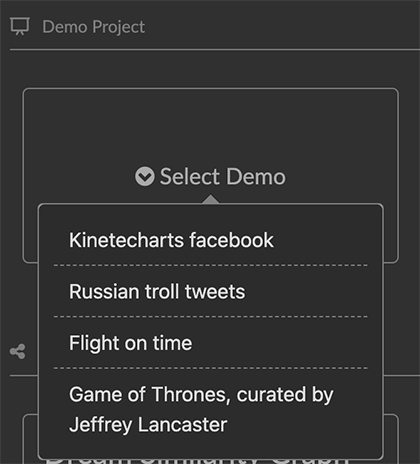 Demo Project
Select Demo
Kinetecharts facebook
Russian troll tweets
Flight on time
Game of Thrones, curated by
Jeffrey Lancaster